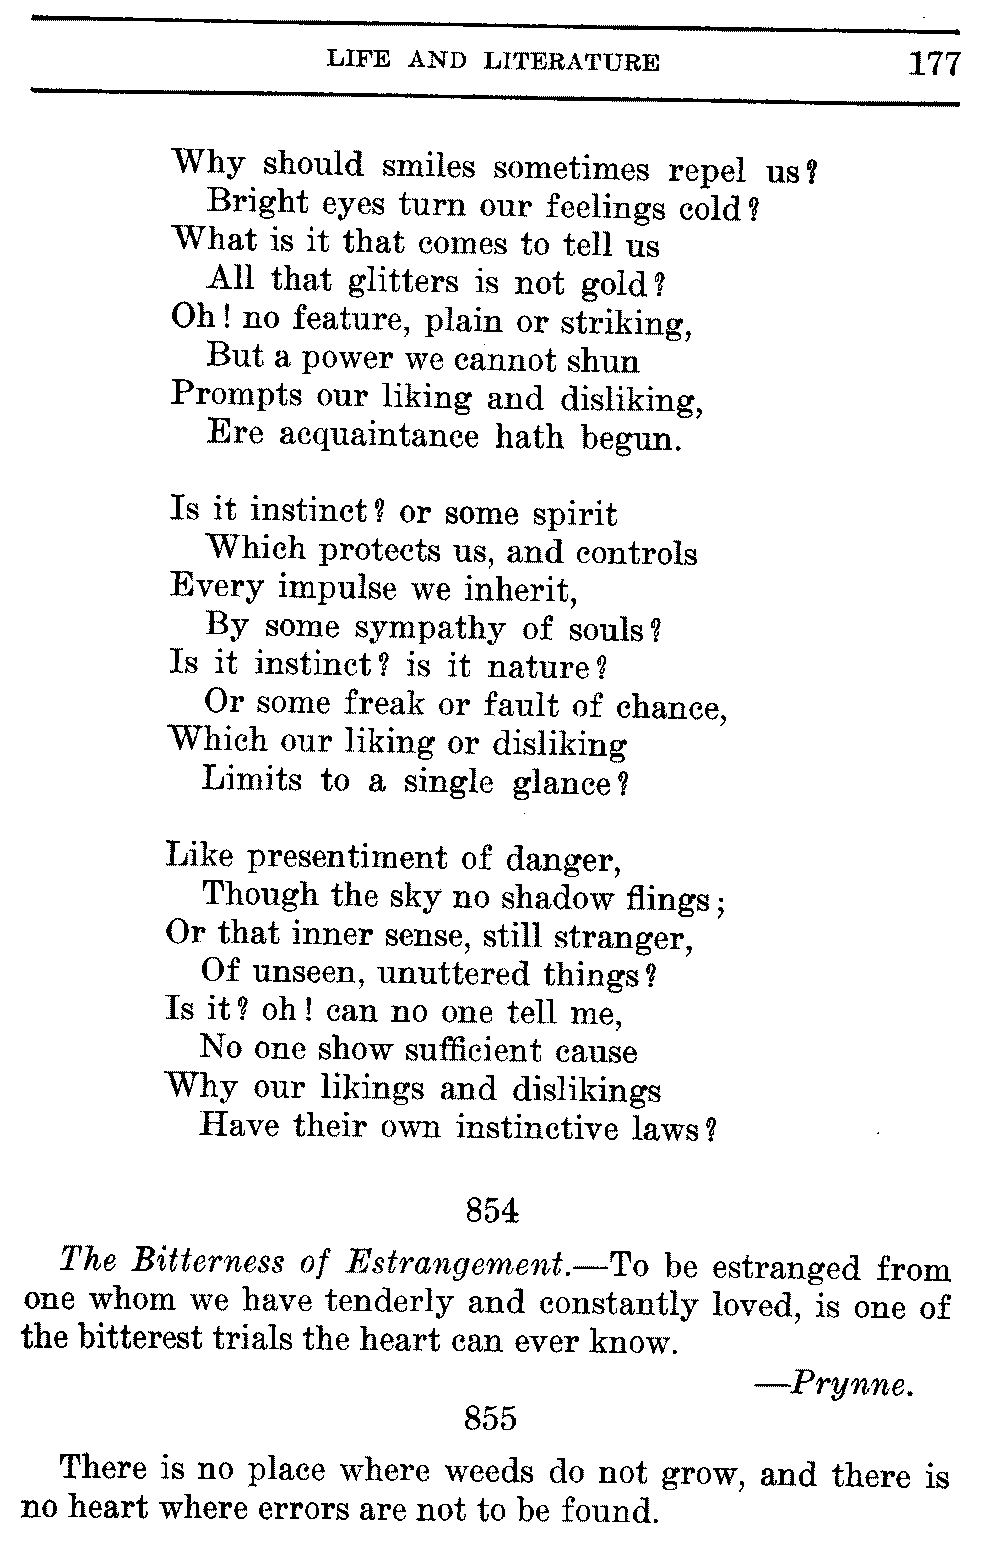 LIFE AND LITERATURE 177
Why should smiles sometimes repel us?
Bright eyes turn our feelings cold?
What is it that comes to tell us
All that glitters is not gold?
Oh! no feature, plain or striking,
But a power we cannot shun
Prompts our liking and disliking,
Ere acquaintance hath begun.
Is it instinct? or some spirit
Which protects us, and controls
Every impulse we inherit,
By some sympathy of souls?
Is it instinct? is it nature?
Or some freak or fault of chance,
Which our liking or disliking
Limits to a single glance?
Like presentiment of danger,
Though the sky no shadow flings;
Or that inner sense, still stranger,
Of unseen, unuttered things?
Is it? oh! can no one tell me,
No one show sufficient cause
Why our likings and dislikings
Have their own instinctive laws?
854
The Bitterness of Estrangement.—To be estranged from
one whom we have tenderly and constantly loved, is one of
the bitterest trials the heart can ever know.
—Prynne.
855
There is no place where weeds do not grow, and there is
no heart where errors are not to be found.